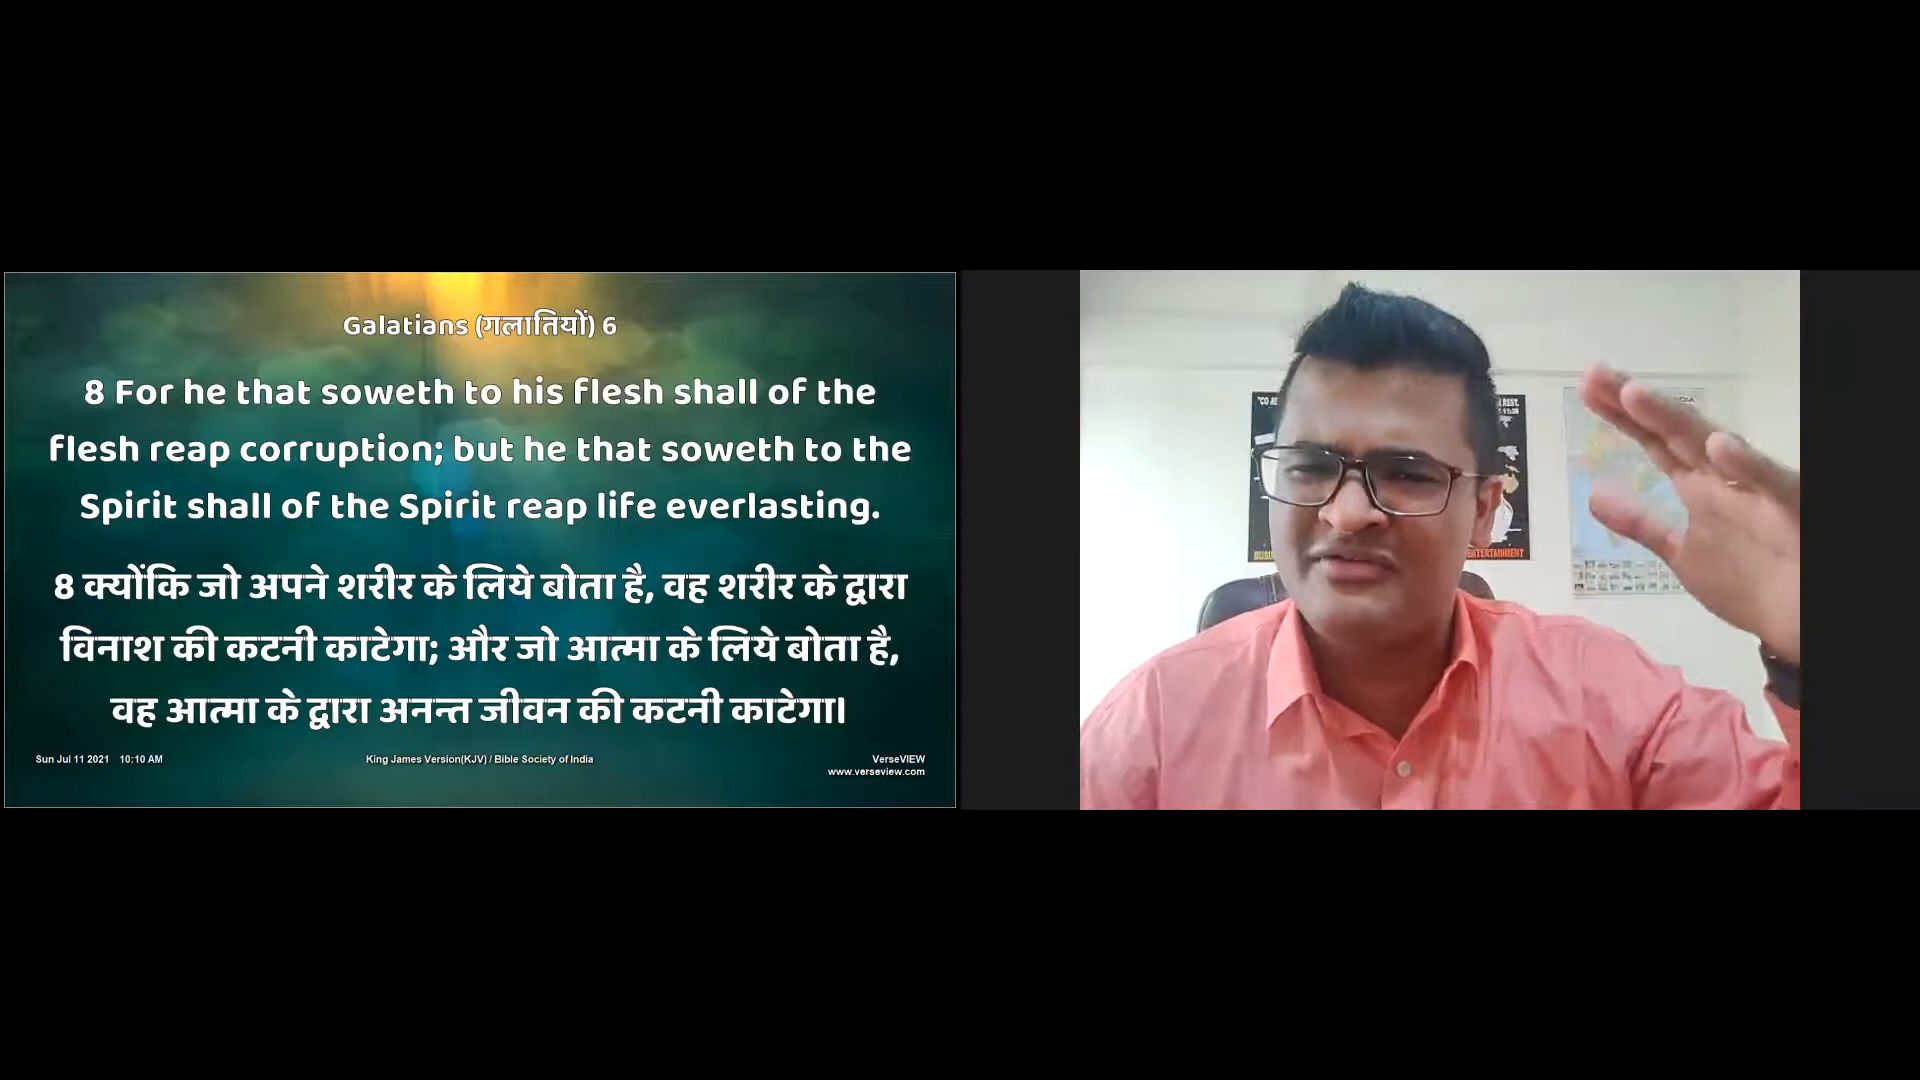 Galatians (गलातियों) 6
8 For he that soweth to his flesh shall of the
flesh reap corruption; but he that soweth to the
Spirit shall of the Spirit reap life everlasting.
8 क्योंकि जो अपने शरीर के लिये बोता है, वह शरीर के द्वारा
विनाश की कटनी काटेगा; और जो आत्मा के लिये बोता है,
वह आत्मा के द्वारा अनन्त जीवन की कटनी काटेगा।
Sun Jul 11 2021 10:10 AM
King James Version(KJV) / Bible Society of India
VerseVIEW
www.verseview.com
ENTERTAINMENT